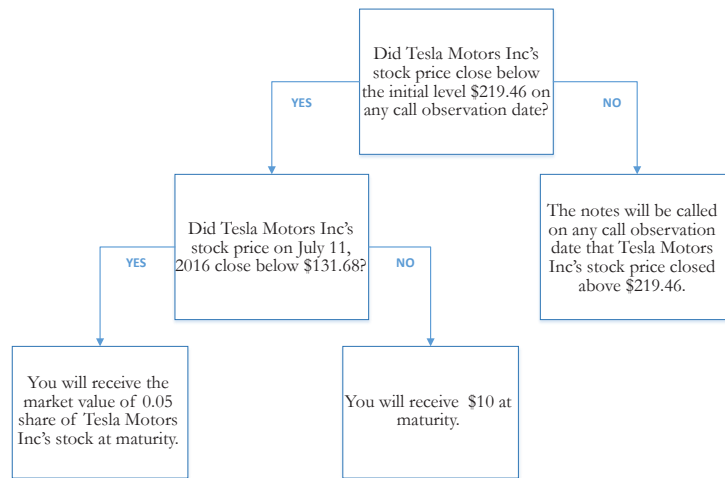 Did Tesla Motors Inc's
stock price close below
the initial level $219.46 on
any call observation date?
YES
NO
Did Tesla Motors Inc's
stock price on July 11,
2016 close below $131.68?
The notes will be called
on any call observation
date that Tesla Motors
Inc's stock price closed
above $219.46.
YES
NO
You will receive the
market value of 0.05
share of Tesla Motors
Inc's stock at maturity.
You will receive $10 at
maturity.